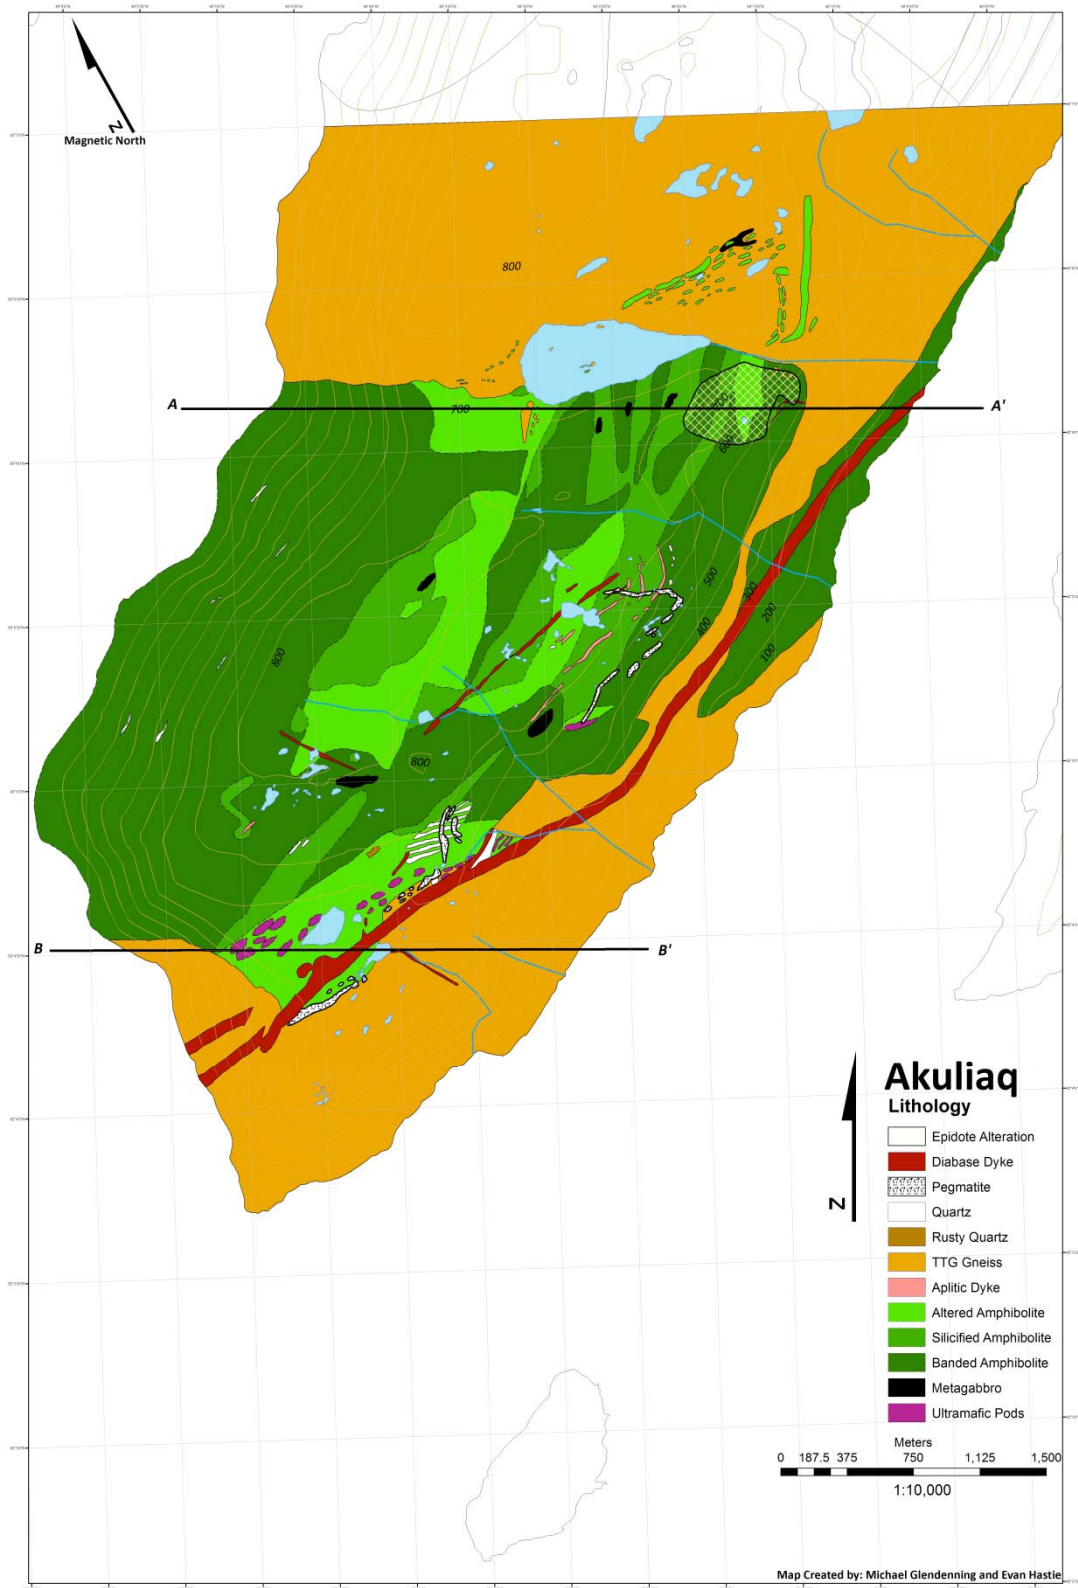 N
Magnetic North
800
A
700
700
A'
600
500
300
200
400
100
800
800
B
B'
N
Akuliaq
Lithology
Epidote Alteration
Diabase Dyke
Pegmatite
Quartz
Rusty Quartz
TTG Gneiss
Aplitic Dyke
Altered Amphibolite
Silicified Amphibolite
Banded Amphibolite
Metagabbro
Ultramafic Pods
Meters
0 187.5 375 750 1,125 1,500
1:10,000
Map Created by: Michael Glendenning and Evan Hastie